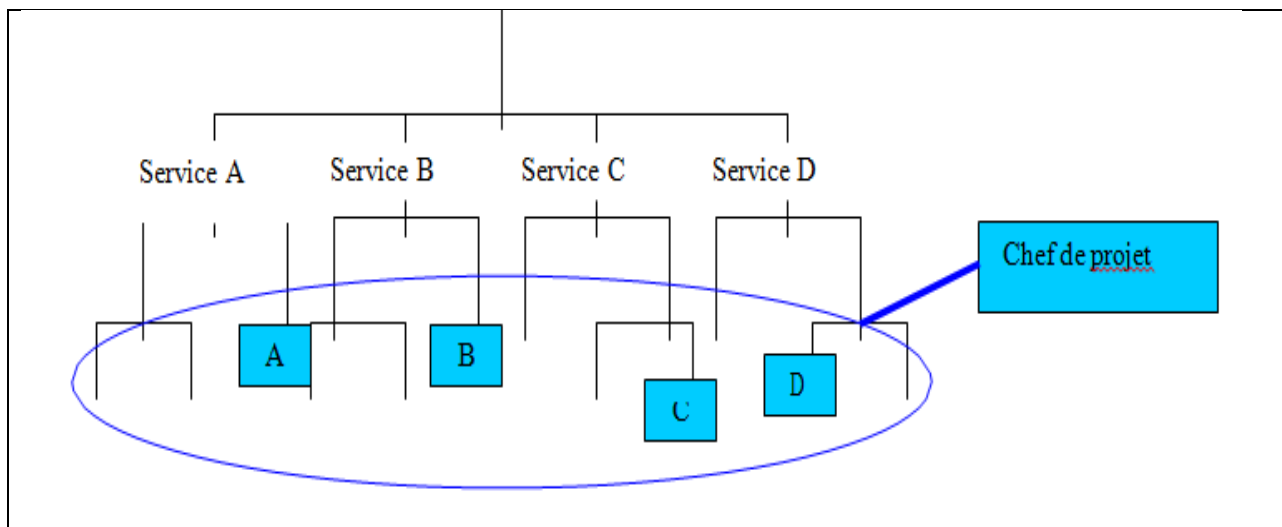 Service A
Service B
Service C
Service D
Chef de projet
A
B
C
D